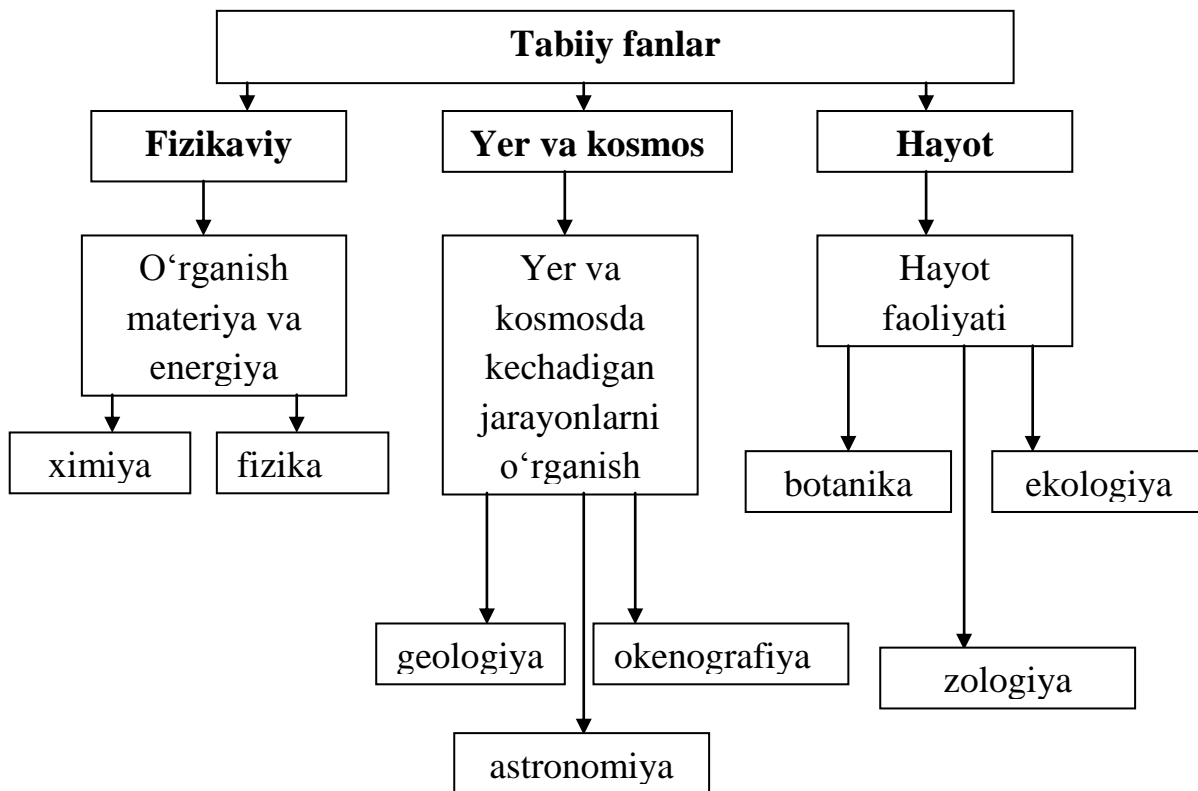 Tabiiy fanlar
Fizikaviy
Yer va kosmos
Hayot
O‘rganish
materiya va
energiya
Yer va
kosmosda
kechadigan
jarayonlarni
o‘rganish
Hayot
faoliyati
ximiya
fizika
botanika
ekologiya
geologiya
okenografiya
zologiya
astronomiya